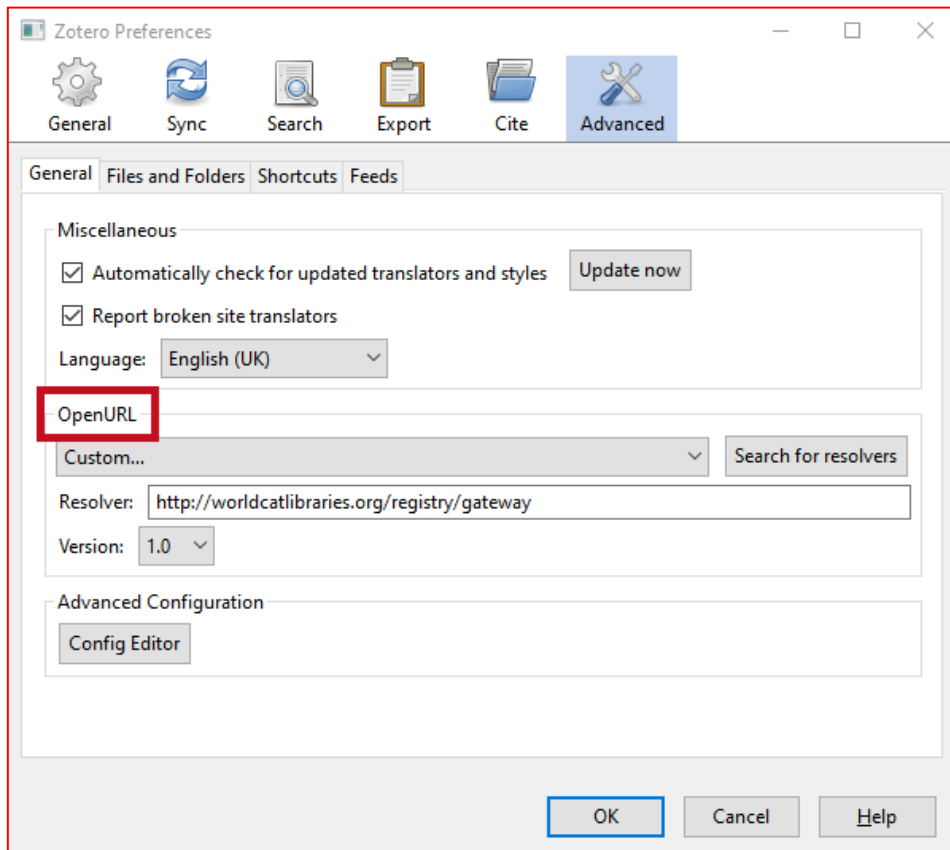 Zotero Preferences
General Sync Search Export Cite Advanced
General Files and Folders Shortcuts Feeds
Miscellaneous
Automatically check for updated translators and styles Update now
Report broken site translators
Language: English (UK)
OpenURL
Custom... Search for resolvers
Resolver: http://worldcatlibraries.org/registry/gateway
Version: 1.0
Advanced Configuration
Config Editor
OK Cancel Help